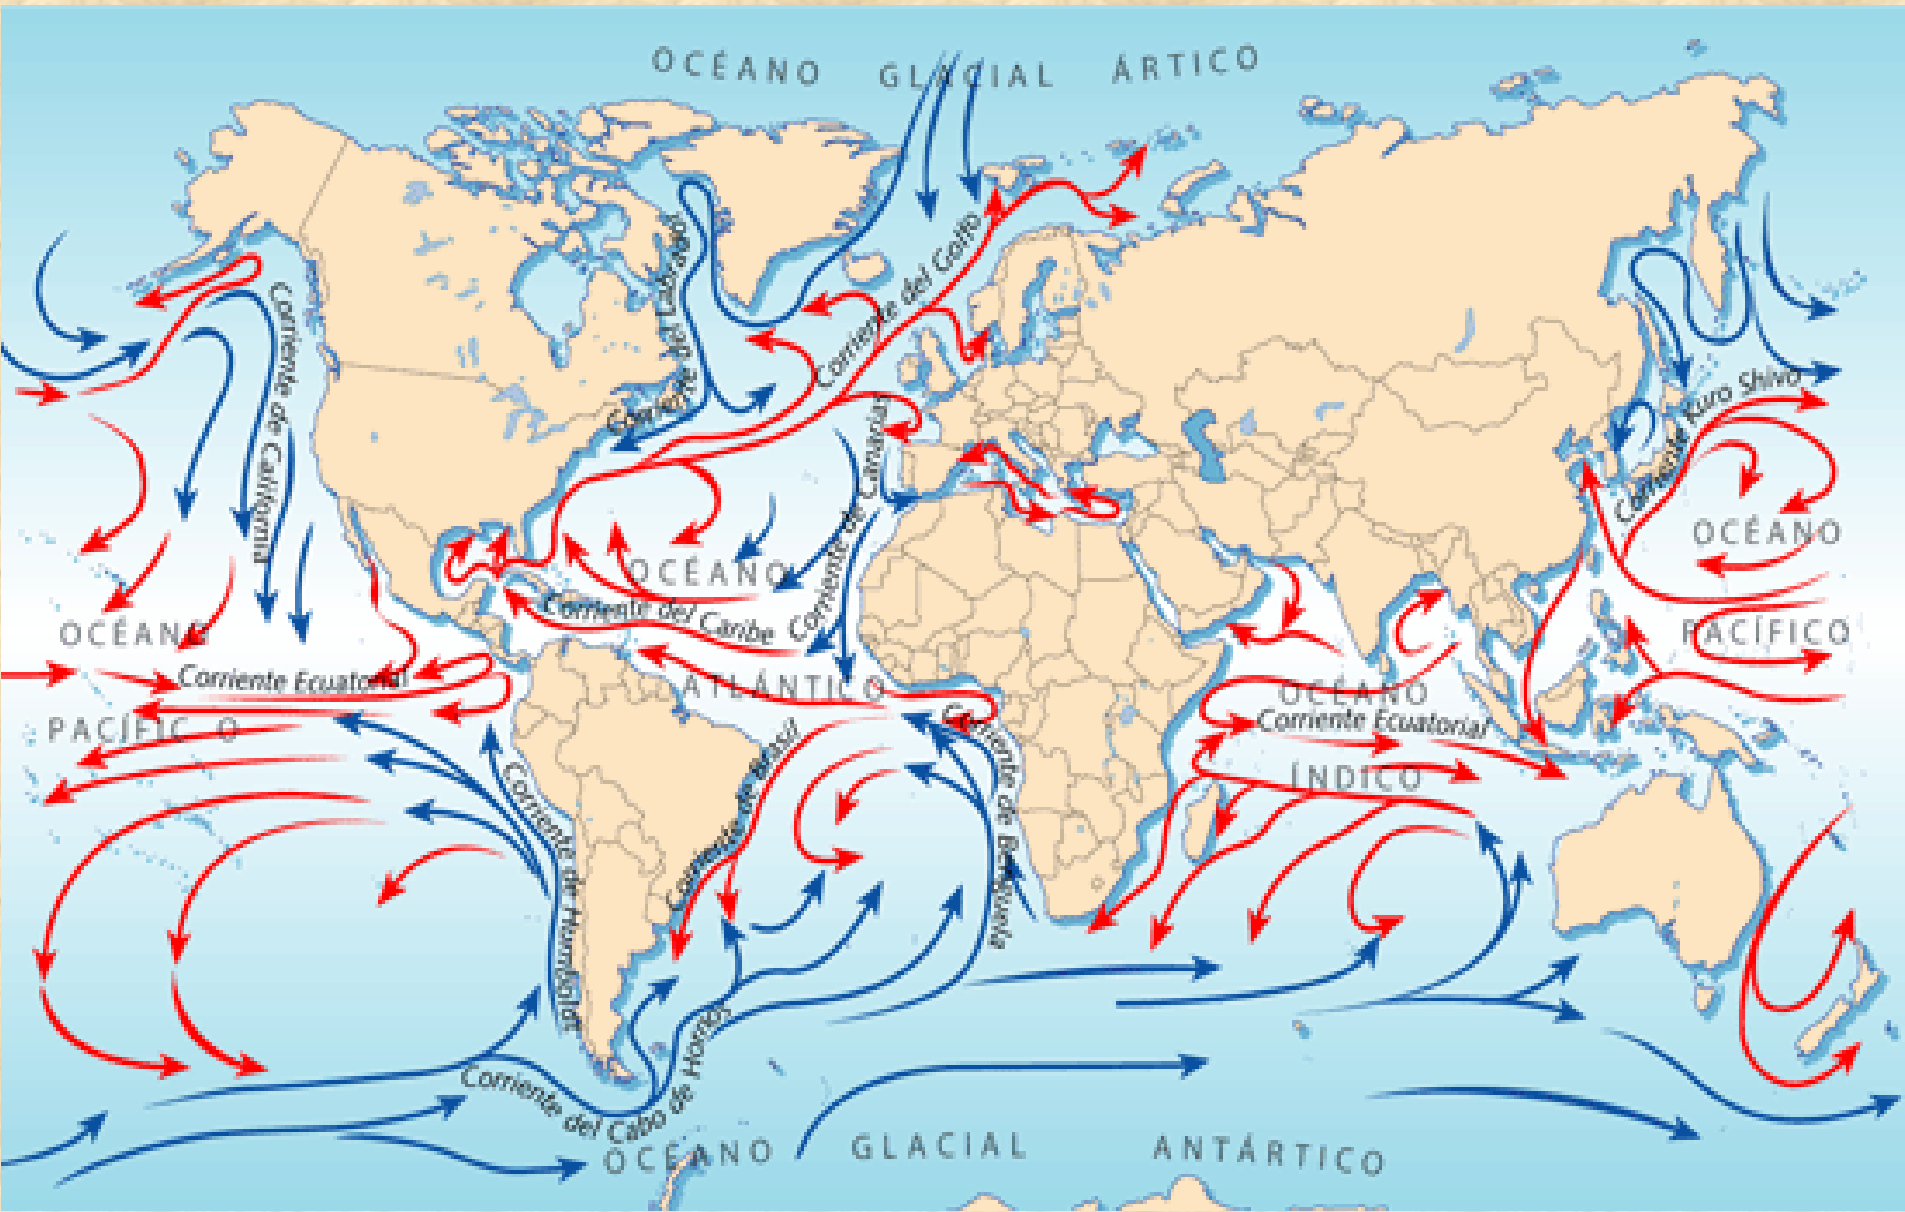 OCÉANO GLACIAL ÁRTICO
Corriente del Labrador
Corriente del Golfo
Corriente de California
Corriente de Canarias
Corriente Kuro Shivo
OCÉANO
PACÍFICO
OCÉANO
ATLÁNTICO
Corriente del Caribe
OCÉANO
PACÍFICO
Corriente Ecuatorial
OCÉANO
ÍNDICO
Corriente Ecuatorial
Corriente de Humboldt
Corriente de Brasil
Corriente de Benguela
Corriente del Cabo de Hornos
OCÉANO GLACIAL ANTÁRTICO